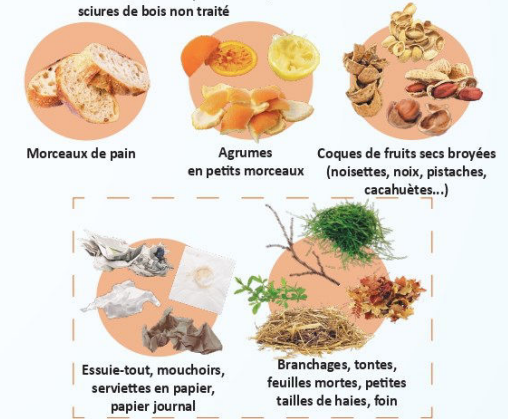 sciures de bois non traité
Morceaux de pain
Agrumes
en petits morceaux
Coques de fruits secs broyées
(noisettes, noix, pistaches,
cacahuètes...)
Essuie-tout, mouchoirs,
serviettes en papier,
papier journal
Branchages, tontes,
feuilles mortes, petites
tailles de haies, foin